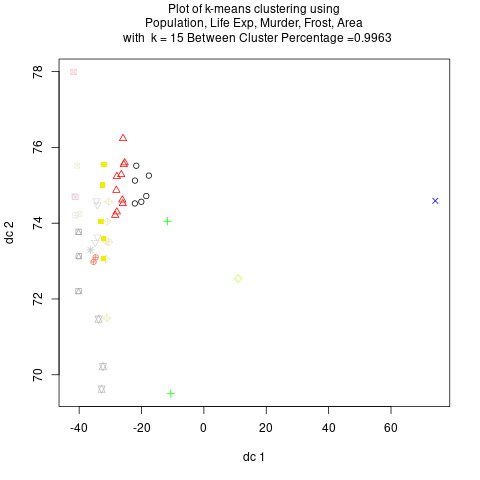 Plot of k-means clustering using
Population, Life Exp, Murder, Frost, Area
with k = 15 Between Cluster Percentage =0.9963
78
76
74
72
70
dc 2
-40 -20 0 20 40 60
dc 1